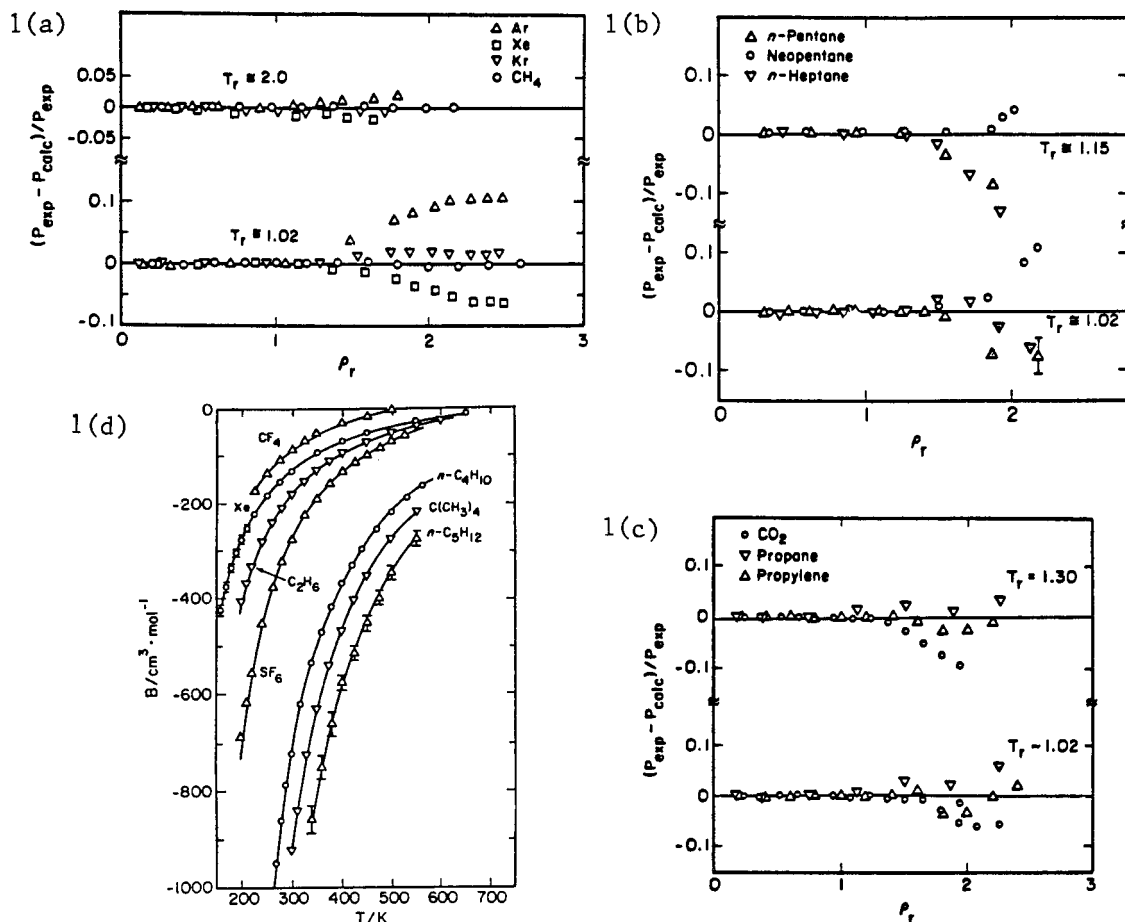 1(a)
△ Ar
□ Xe
▽ Kr
○ CH4
Tr ≅ 2.0
0.05
0
-0.05
0.1
0
-0.1
Tr ≅ 1.02
(Pexp - Pcalc)/Pexp
0 1 2 3
ρr
1(b)
△ n-Pentane
○ Neopentane
▽ n-Heptane
0.1
0
-0.1
Tr ≅ 1.15
0.1
0
-0.1
Tr ≅ 1.02
(Pexp - Pcalc)/Pexp
0 1 2
ρr
1(d)
0
-200
-400
-600
-800
-1000
B/cm3·mol-1
CF4
Xe
C2H6
SF6
n-C4H10
C(CH3)4
n-C5H12
200 300 400 500 600 700
T/K
1(c)
○ CO2
▽ Propane
△ Propylene
0.1
0
-0.1
Tr = 1.30
0.1
0
-0.1
Tr ~ 1.02
(Pexp - Pcalc)/Pexp
0 1 2 3
ρr